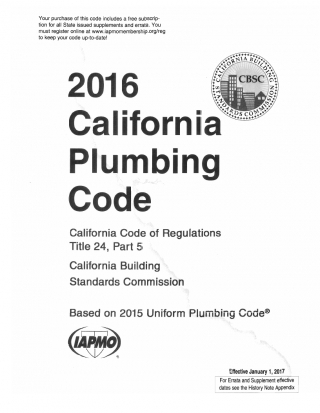 Your purchase of this code includes a free subscrip-
tion for all State issued supplements and errata. You
must register online at www.iapmomembership.org/reg
to keep your code up-to-date!
2016
California
Plumbing
Code
CALIFORNIA BUILDING
STANDARDS COMMISSION
CBSC
California Code of Regulations
Title 24, Part 5
California Building
Standards Commission
Based on 2015 Uniform Plumbing Code®
IAPMO
®
Effective January 1, 2017
For Errata and Supplement effective
dates see the History Note Appendix